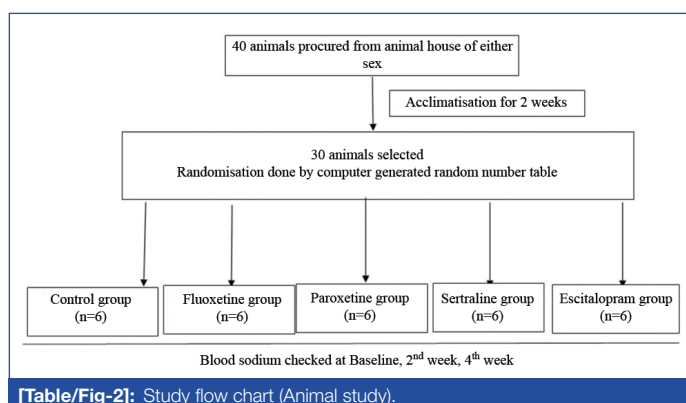 40 animals procured from animal house of either
sex
Acclimatisation for 2 weeks
30 animals selected
Randomisation done by computer generated random number table
Control group
(n=6)
Fluoxetine group
(n=6)
Paroxetine group
(n=6)
Sertraline group
(n=6)
Escitalopram group
(n=6)
Blood sodium checked at Baseline, 2nd week, 4th week
[Table/Fig-2]: Study flow chart (Animal study).